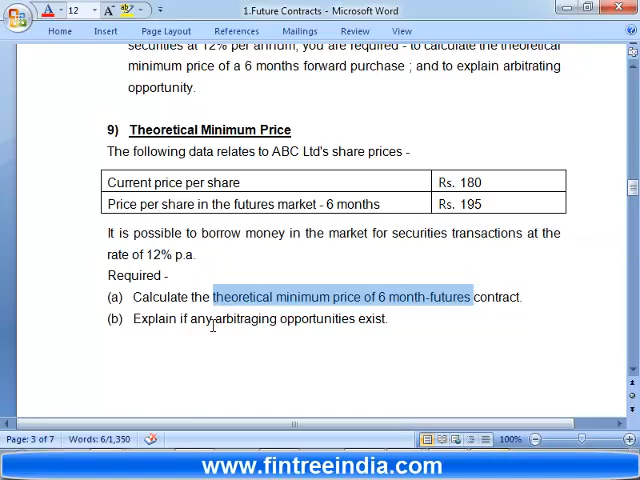 1.Future Contracts - Microsoft Word
A 12 A ab
Home Insert Page Layout References Mailings Review View
securities at 12% per annum, you are required - to calculate the theoretical
minimum price of a 6 months forward purchase ; and to explain arbitrating
opportunity.
9) Theoretical Minimum Price
The following data relates to ABC Ltd's share prices -
Current price per share Rs. 180
Price per share in the futures market - 6 months Rs. 195
It is possible to borrow money in the market for securities transactions at the
rate of 12% p.a.
Required -
(a) Calculate the theoretical minimum price of 6 month-futures contract.
(b) Explain if any arbitraging opportunities exist.
Page: 3 of 7 Words: 6/1,350 100%
www.fintreeindia.com